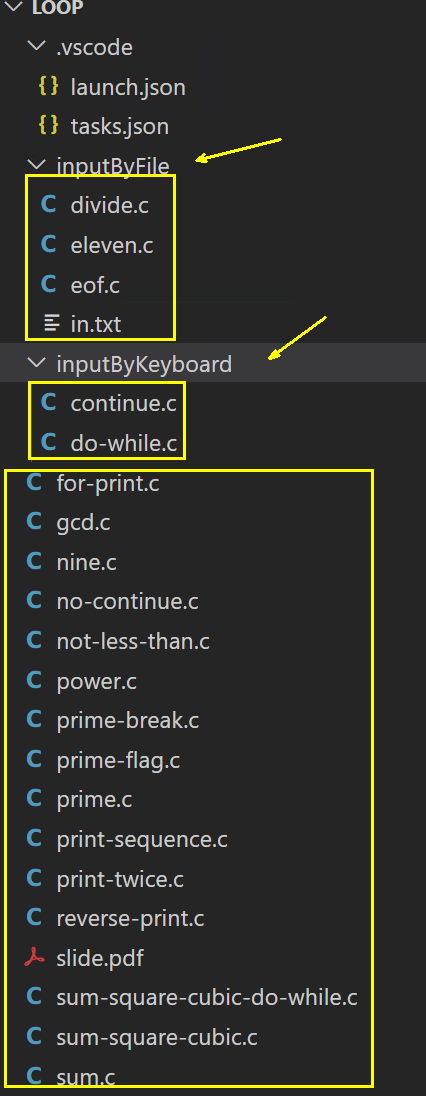 LOOP
.vscode
{} launch.json
{} tasks.json
inputByFile
C divide.c
C eleven.c
C eof.c
in.txt
inputByKeyboard
C continue.c
C do-while.c
C for-print.c
C gcd.c
C nine.c
C no-continue.c
C not-less-than.c
C power.c
C prime-break.c
C prime-flag.c
C prime.c
C print-sequence.c
C print-twice.c
C reverse-print.c
slide.pdf
C sum-square-cubic-do-while.c
C sum-square-cubic.c
C sum.c